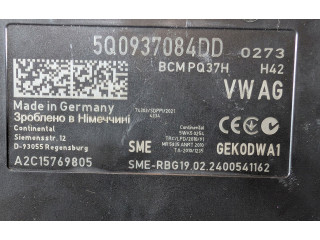 5Q0937084DD 0273
BCM PQ37H H42
VW AG
Made in Germany
Зроблено в Німеччині
Continental
Siemensstr. 12
D-93055 Regensburg
A2C15769805
SME
GEKODWA1
SME-RBG19.02.2400541162
Continental